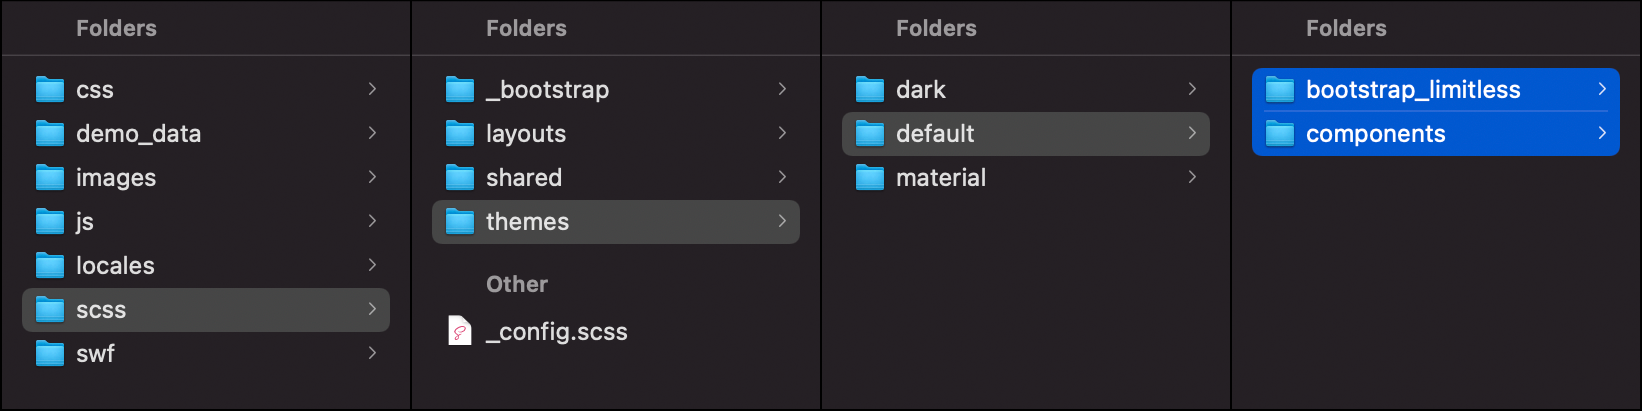 Folders
css
demo_data
images
js
locales
scss
swf
Folders
_bootstrap
layouts
shared
themes
Other
_config.scss
Folders
dark
default
material
Folders
bootstrap_limitless
components